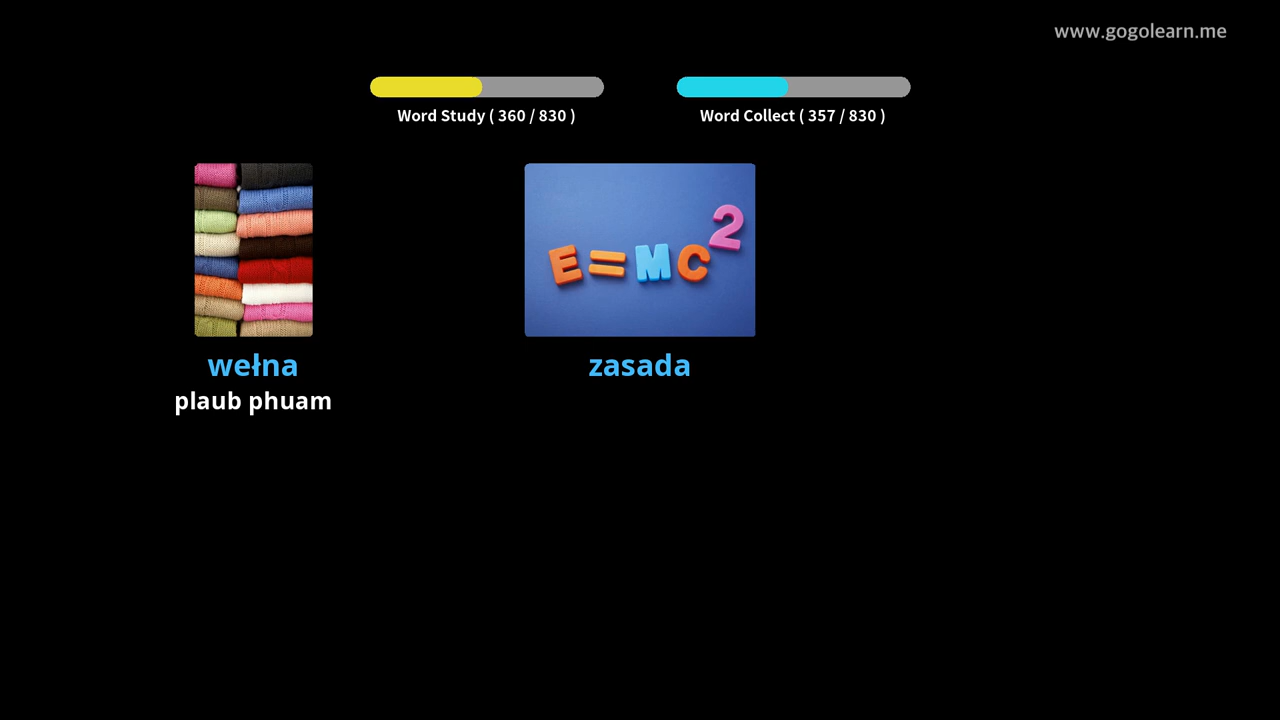 www.gogolearn.me
Word Study ( 360 / 830 )
Word Collect ( 357 / 830 )
E=MC2
wełna
zasada
plaub phuam